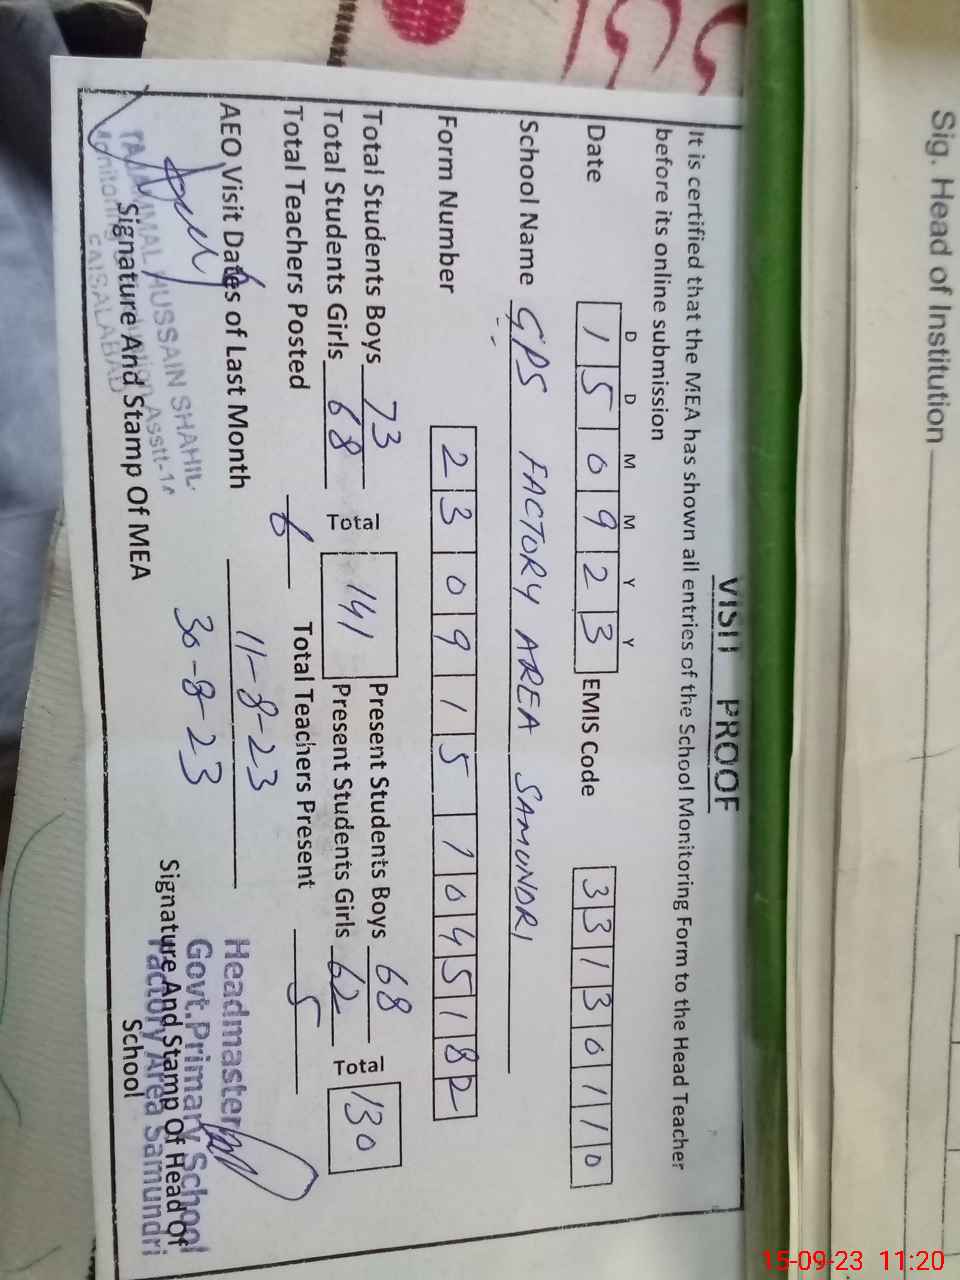 Sig. Head of Institution
VISIT PROOF
It is certified that the MEA has shown all entries of the School Monitoring Form to the Head Teacher
before its online submission
D D M M Y Y
Date 1 5 0 9 2 3 EMIS Code 3 3 1 3 0 1 1 0
School Name GPS FACTORY AREA SAMUNDRI
Form Number 2 3 0 9 1 5 1 0 4 5 1 8 2
Total Students Boys 73 Present Students Boys 68
Total 141 Total 130
Total Students Girls 68 Present Students Girls 62
Total Teachers Posted 6 Total Teachers Present 5
AEO Visit Dates of Last Month 11-8-23
30-8-23
TAJAMMAL HUSSAIN SHAHIL
Monitoring Asstt-14
FAISALABAD
Signature And Stamp Of MEA
Headmaster
Govt.Primary School
Factory Area Samundri
Signature And Stamp Of Head Of
School
15-09-23 11:20